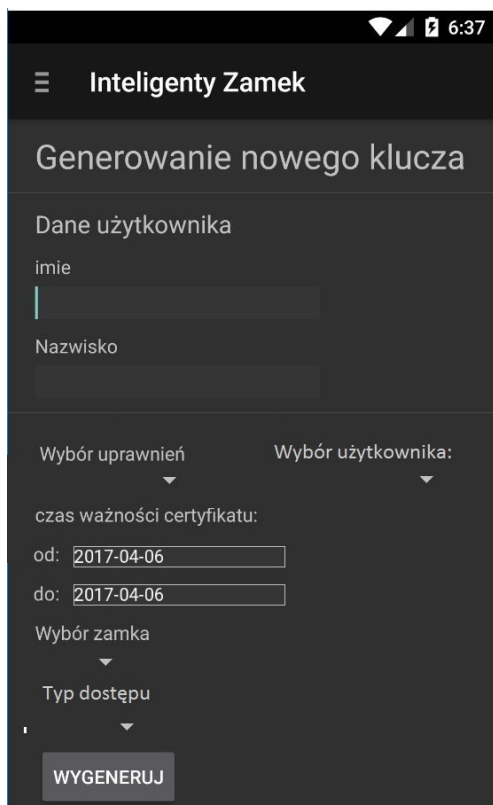 6:37
Inteligenty Zamek
Generowanie nowego klucza
Dane użytkownika
imie
Nazwisko
Wybór uprawnień Wybór użytkownika:
czas ważności certyfikatu:
od: 2017-04-06
do: 2017-04-06
Wybór zamka
Typ dostępu
WYGENERUJ